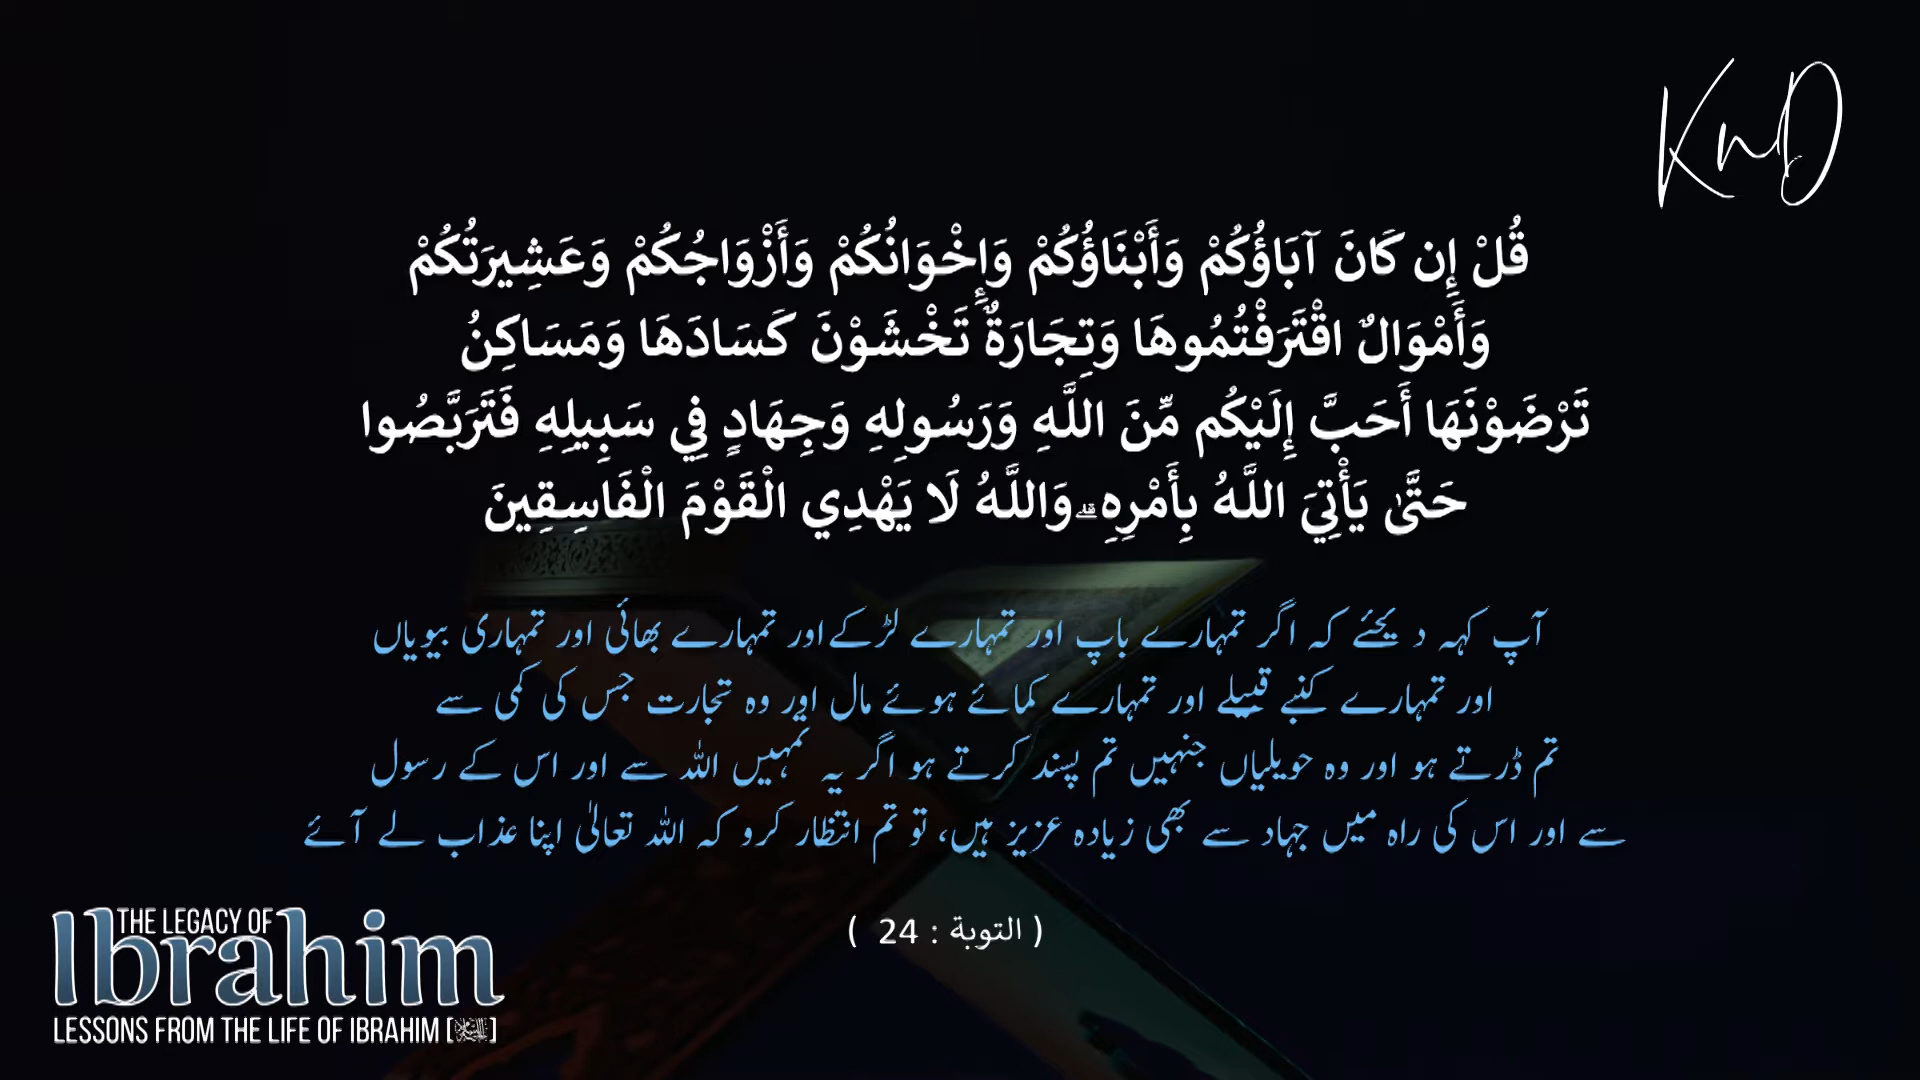 KnD
قُلْ إِن كَانَ آبَاؤُكُمْ وَأَبْنَاؤُكُمْ وَإِخْوَانُكُمْ وَأَزْوَاجُكُمْ وَعَشِيرَتُكُمْ
وَأَمْوَالٌ اقْتَرَفْتُمُوهَا وَتِجَارَةٌ تَخْشَوْنَ كَسَادَهَا وَمَسَاكِنُ
تَرْضَوْنَهَا أَحَبَّ إِلَيْكُم مِّنَ اللَّهِ وَرَسُولِهِ وَجِهَادٍ فِي سَبِيلِهِ فَتَرَبَّصُوا
حَتَّىٰ يَأْتِيَ اللَّهُ بِأَمْرِهِ ۗ وَاللَّهُ لَا يَهْدِي الْقَوْمَ الْفَاسِقِينَ
آپ کہہ دیجئے کہ اگر تمہارے باپ اور تمہارے لڑکے اور تمہارے بھائی اور تمہاری بیویاں
اور تمہارے کنبے قبیلے اور تمہارے کمائے ہوئے مال اور وہ تجارت جس کی کمی سے
تم ڈرتے ہو اور وہ حویلیاں جنہیں تم پسند کرتے ہو اگر یہ تمہیں اللہ سے اور اس کے رسول
سے اور اس کی راہ میں جہاد سے بھی زیادہ عزیز ہیں، تو تم انتظار کرو کہ اللہ تعالیٰ اپنا عذاب لے آئے
( التوبة : 24 )
THE LEGACY OF
Ibrahim
LESSONS FROM THE LIFE OF IBRAHIM []